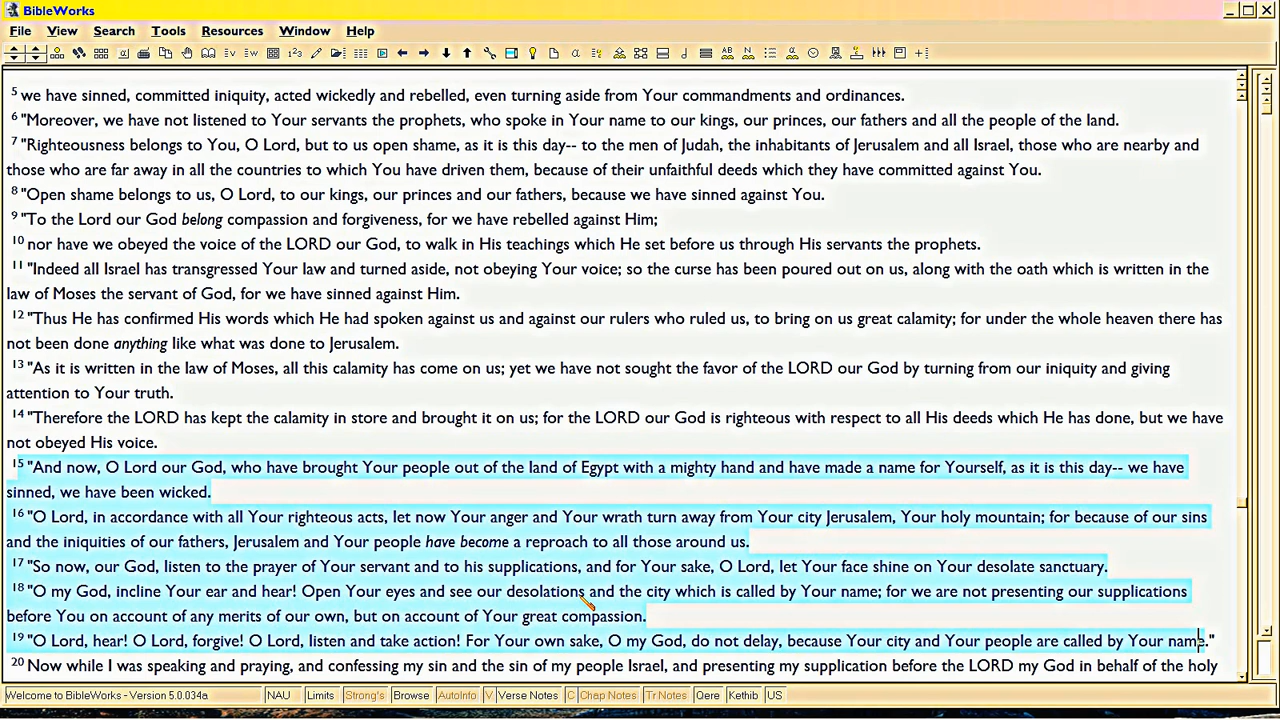 BibleWorks
File View Search Tools Resources Window Help
5 we have sinned, committed iniquity, acted wickedly and rebelled, even turning aside from Your commandments and ordinances.
6 "Moreover, we have not listened to Your servants the prophets, who spoke in Your name to our kings, our princes, our fathers and all the people of the land.
7 "Righteousness belongs to You, O Lord, but to us open shame, as it is this day-- to the men of Judah, the inhabitants of Jerusalem and all Israel, those who are nearby and
those who are far away in all the countries to which You have driven them, because of their unfaithful deeds which they have committed against You.
8 "Open shame belongs to us, O Lord, to our kings, our princes and our fathers, because we have sinned against You.
9 "To the Lord our God belong compassion and forgiveness, for we have rebelled against Him;
10 nor have we obeyed the voice of the LORD our God, to walk in His teachings which He set before us through His servants the prophets.
11 "Indeed all Israel has transgressed Your law and turned aside, not obeying Your voice; so the curse has been poured out on us, along with the oath which is written in the
law of Moses the servant of God, for we have sinned against Him.
12 "Thus He has confirmed His words which He had spoken against us and against our rulers who ruled us, to bring on us great calamity; for under the whole heaven there has
not been done anything like what was done to Jerusalem.
13 "As it is written in the law of Moses, all this calamity has come on us; yet we have not sought the favor of the LORD our God by turning from our iniquity and giving
attention to Your truth.
14 "Therefore the LORD has kept the calamity in store and brought it on us; for the LORD our God is righteous with respect to all His deeds which He has done, but we have
not obeyed His voice.
15 "And now, O Lord our God, who have brought Your people out of the land of Egypt with a mighty hand and have made a name for Yourself, as it is this day-- we have
sinned, we have been wicked.
16 "O Lord, in accordance with all Your righteous acts, let now Your anger and Your wrath turn away from Your city Jerusalem, Your holy mountain; for because of our sins
and the iniquities of our fathers, Jerusalem and Your people have become a reproach to all those around us.
17 "So now, our God, listen to the prayer of Your servant and to his supplications, and for Your sake, O Lord, let Your face shine on Your desolate sanctuary.
18 "O my God, incline Your ear and hear! Open Your eyes and see our desolations and the city which is called by Your name; for we are not presenting our supplications
before You on account of any merits of our own, but on account of Your great compassion.
19 "O Lord, hear! O Lord, forgive! O Lord, listen and take action! For Your own sake, O my God, do not delay, because Your city and Your people are called by Your name."
20 Now while I was speaking and praying, and confessing my sin and the sin of my people Israel, and presenting my supplication before the LORD my God in behalf of the holy
Welcome to BibleWorks - Version 5.0.034a NAU Limits Strong's Browse AutoInfo V Verse Notes C Chap Notes Tr Notes Qere Kethib US